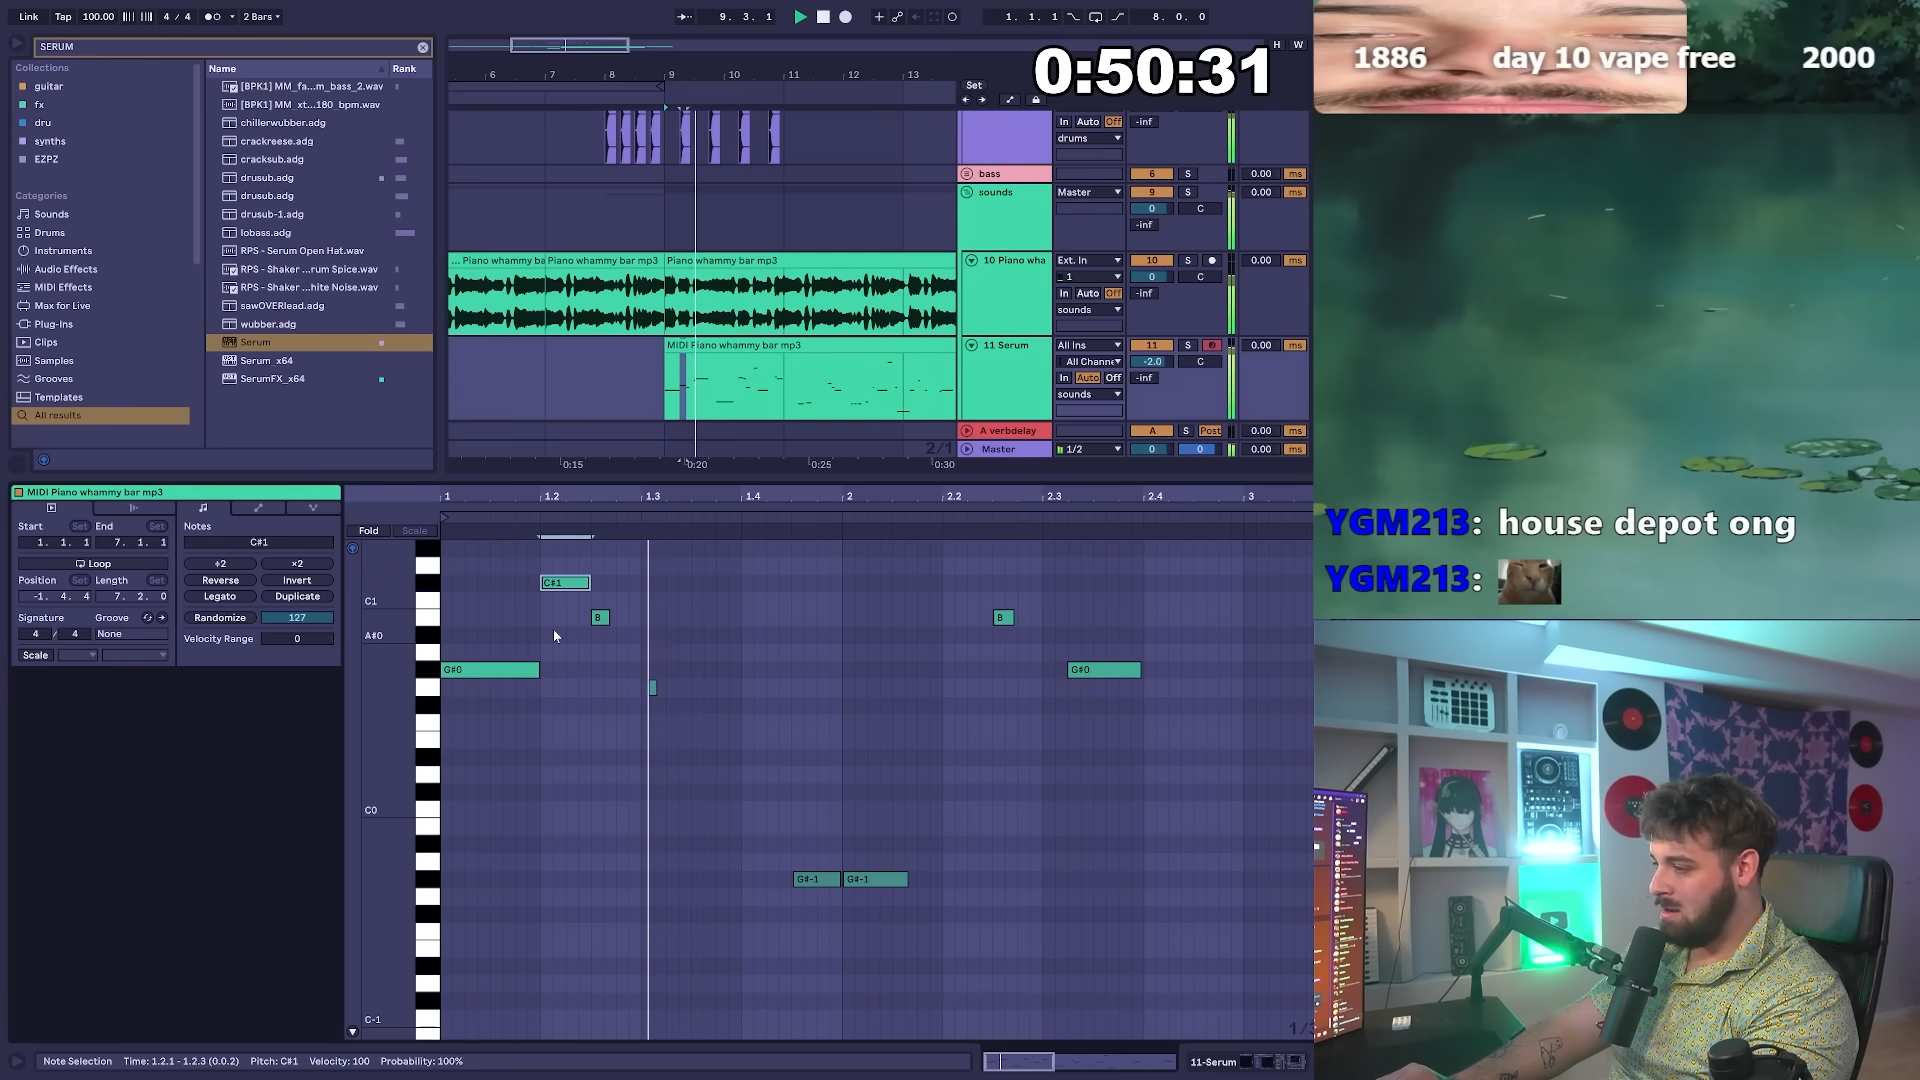 Link Tap 100.00 4 / 4 2 Bars 9. 3. 1 1. 1. 1 8. 0. 0
SERUM
Collections
guitar
fx
dru
synths
EZPZ
Categories
Sounds
Drums
Instruments
Audio Effects
MIDI Effects
Max for Live
Plug-Ins
Clips
Samples
Grooves
Templates
All results
Name Rank
[BPK1] MM_fa...m_bass_2.wav
[BPK1] MM_xt...180_bpm.wav
chillerwubber.adg
crackreese.adg
cracksub.adg
drusub.adg
drusub.adg
drusub-1.adg
lobass.adg
RPS - Serum Open Hat.wav
RPS - Shaker ...rum Spice.wav
RPS - Shaker ...hite Noise.wav
sawOVERlead.adg
wubber.adg
Serum
Serum_x64
SerumFX_x64
H W
0:50:31
6 7 8 9 10 11 12 13
Set
In Auto Off -inf
drums
bass 6 S 0.00 ms
sounds Master 9 S 0.00 ms
0 C
-inf
... Piano whammy ba Piano whammy bar mp3 Piano whammy bar mp3
10 Piano wha Ext. In 10 S 0.00 ms
1 0 C
In Auto Off -inf
sounds
MIDI Piano whammy bar mp3
11 Serum All Ins 11 S 0.00 ms
All Channe -2.0 C
In Auto Off -inf
sounds
A verbdelay A S Post 0.00 ms
2/1 Master 1/2 0 0 0.00 ms
0:15 0:20 0:25 0:30
MIDI Piano whammy bar mp3
Start Set End Set
1. 1. 1 7. 1. 1
Loop
Position Set Length Set
-1. 4. 4 7. 2. 0
Signature Groove
4 / 4 None
Scale
Notes
C#1
÷2 ×2
Reverse Invert
Legato Duplicate
Randomize 127
Velocity Range 0
1 1.2 1.3 1.4 2 2.2 2.3 2.4 3
Fold Scale
C#1
C1
B B
A#0
G#0 G#0
C0
G#-1 G#-1
C-1
Note Selection Time: 1.2.1 - 1.2.3 (0.0.2) Pitch: C#1 Velocity: 100 Probability: 100%
11-Serum
1886 day 10 vape free 2000
YGM213: house depot ong
YGM213: